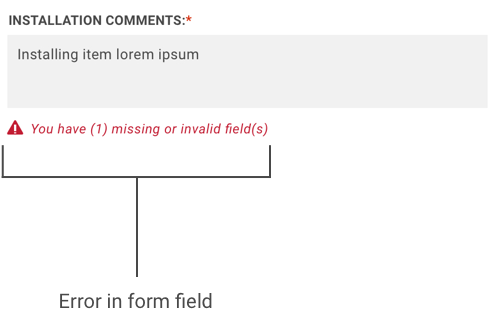 INSTALLATION COMMENTS:*
Installing item lorem ipsum
You have (1) missing or invalid field(s)
Error in form field